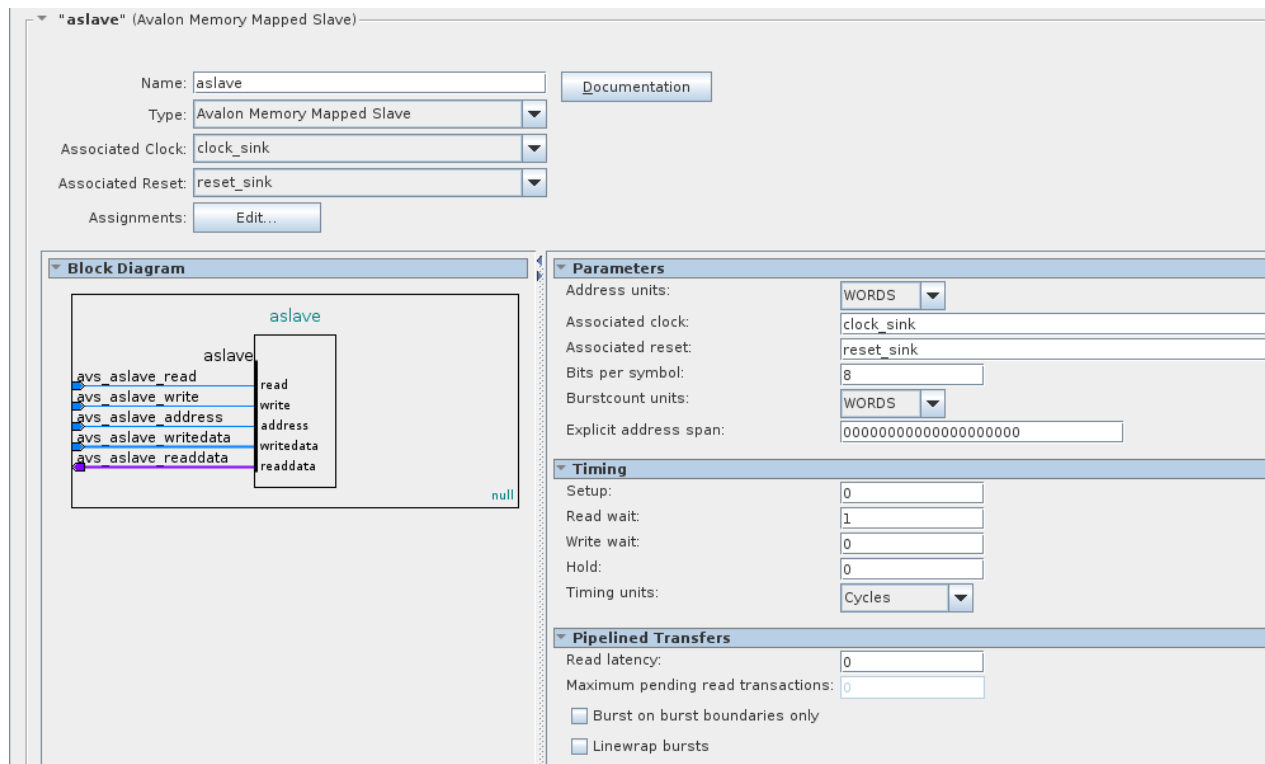 "aslave" (Avalon Memory Mapped Slave)
Name: aslave Documentation
Type: Avalon Memory Mapped Slave
Associated Clock: clock_sink
Associated Reset: reset_sink
Assignments: Edit...
Block Diagram
aslave
aslave
avs_aslave_read read
avs_aslave_write write
avs_aslave_address address
avs_aslave_writedata writedata
avs_aslave_readdata readdata
null
Parameters
Address units: WORDS
Associated clock: clock_sink
Associated reset: reset_sink
Bits per symbol: 8
Burstcount units: WORDS
Explicit address span: 00000000000000000000
Timing
Setup: 0
Read wait: 1
Write wait: 0
Hold: 0
Timing units: Cycles
Pipelined Transfers
Read latency: 0
Maximum pending read transactions: 0
Burst on burst boundaries only
Linewrap bursts